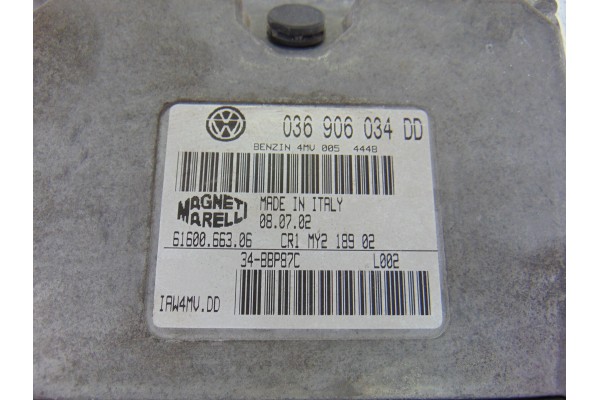 036 906 034 DD
BENZIN 4MV 005 4448
MAGNETI MARELLI
MADE IN ITALY
08.07.02
61600.663.06 CR1 MY2 189 02
34-BBP87C L002
IAW4MV.DD